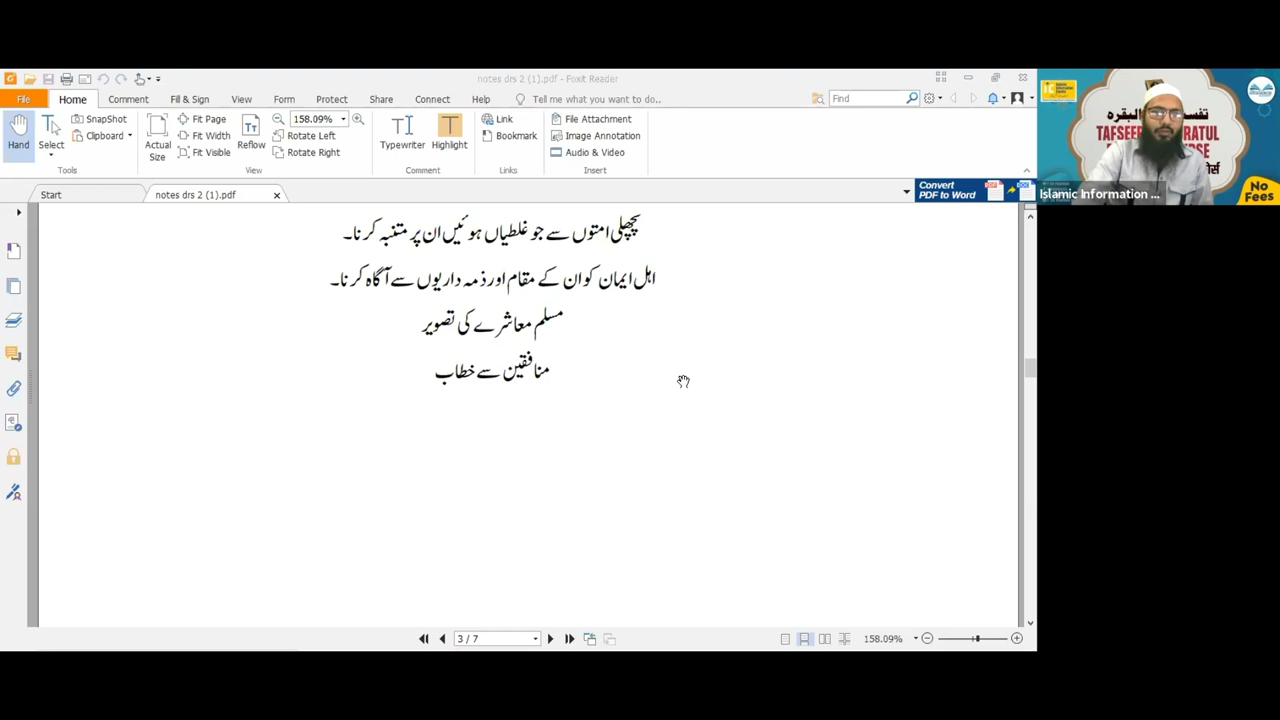 notes drs 2 (1).pdf - Foxit Reader
File Home Comment Fill & Sign View Form Protect Share Connect Help Tell me what you want to do.. Find
Hand
Select
SnapShot
Clipboard
Tools
Actual Size
Fit Page
Fit Width
Fit Visible
Reflow
158.09%
Rotate Left
Rotate Right
View
Typewriter
Highlight
Comment
Link
Bookmark
Links
File Attachment
Image Annotation
Audio & Video
Insert
Start
notes drs 2 (1).pdf
Convert
PDF to Word
پچھلی امتوں سے جو غلطیاں ہوئیں ان پر متنبہ کرنا۔
اہل ایمان کو ان کے مقام اور ذمہ داریوں سے آگاہ کرنا۔
مسلم معاشرے کی تصویر
منافقین سے خطاب
3 / 7
158.09%
البقره
TAFSEER
RATUL
Islamic Information ...
No
Fees